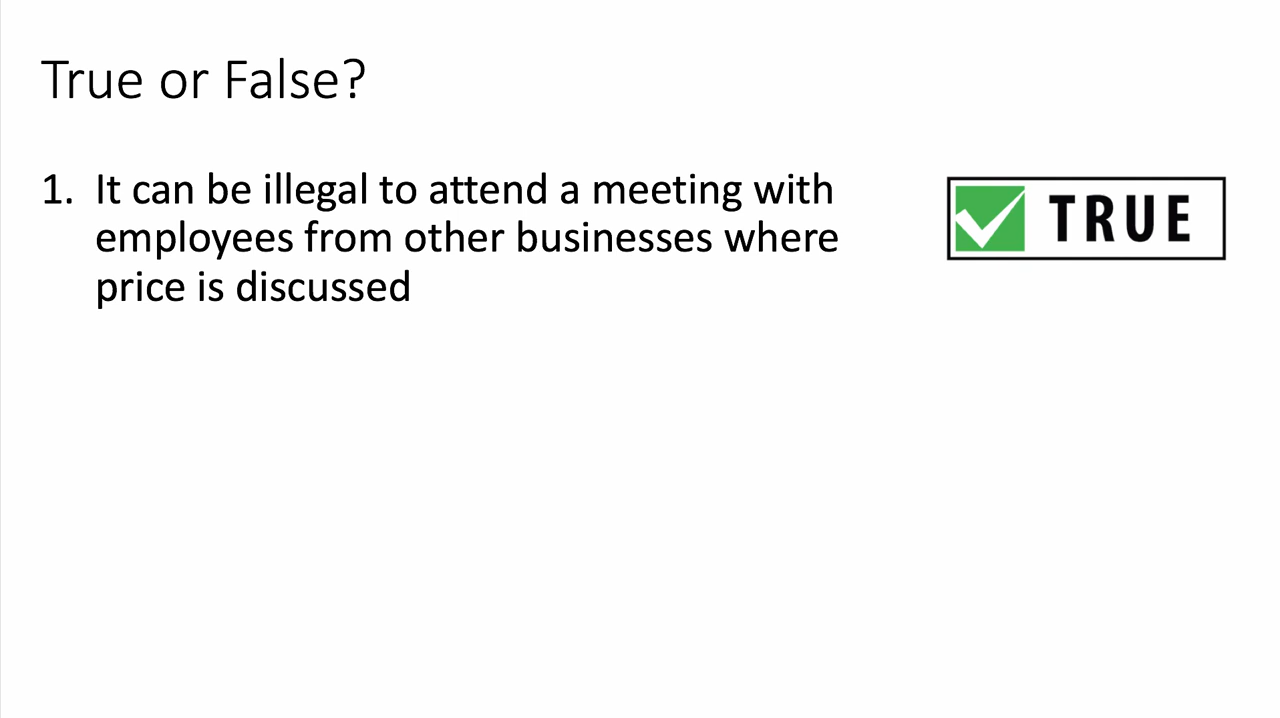 True or False?
1. It can be illegal to attend a meeting with
employees from other businesses where
price is discussed
TRUE